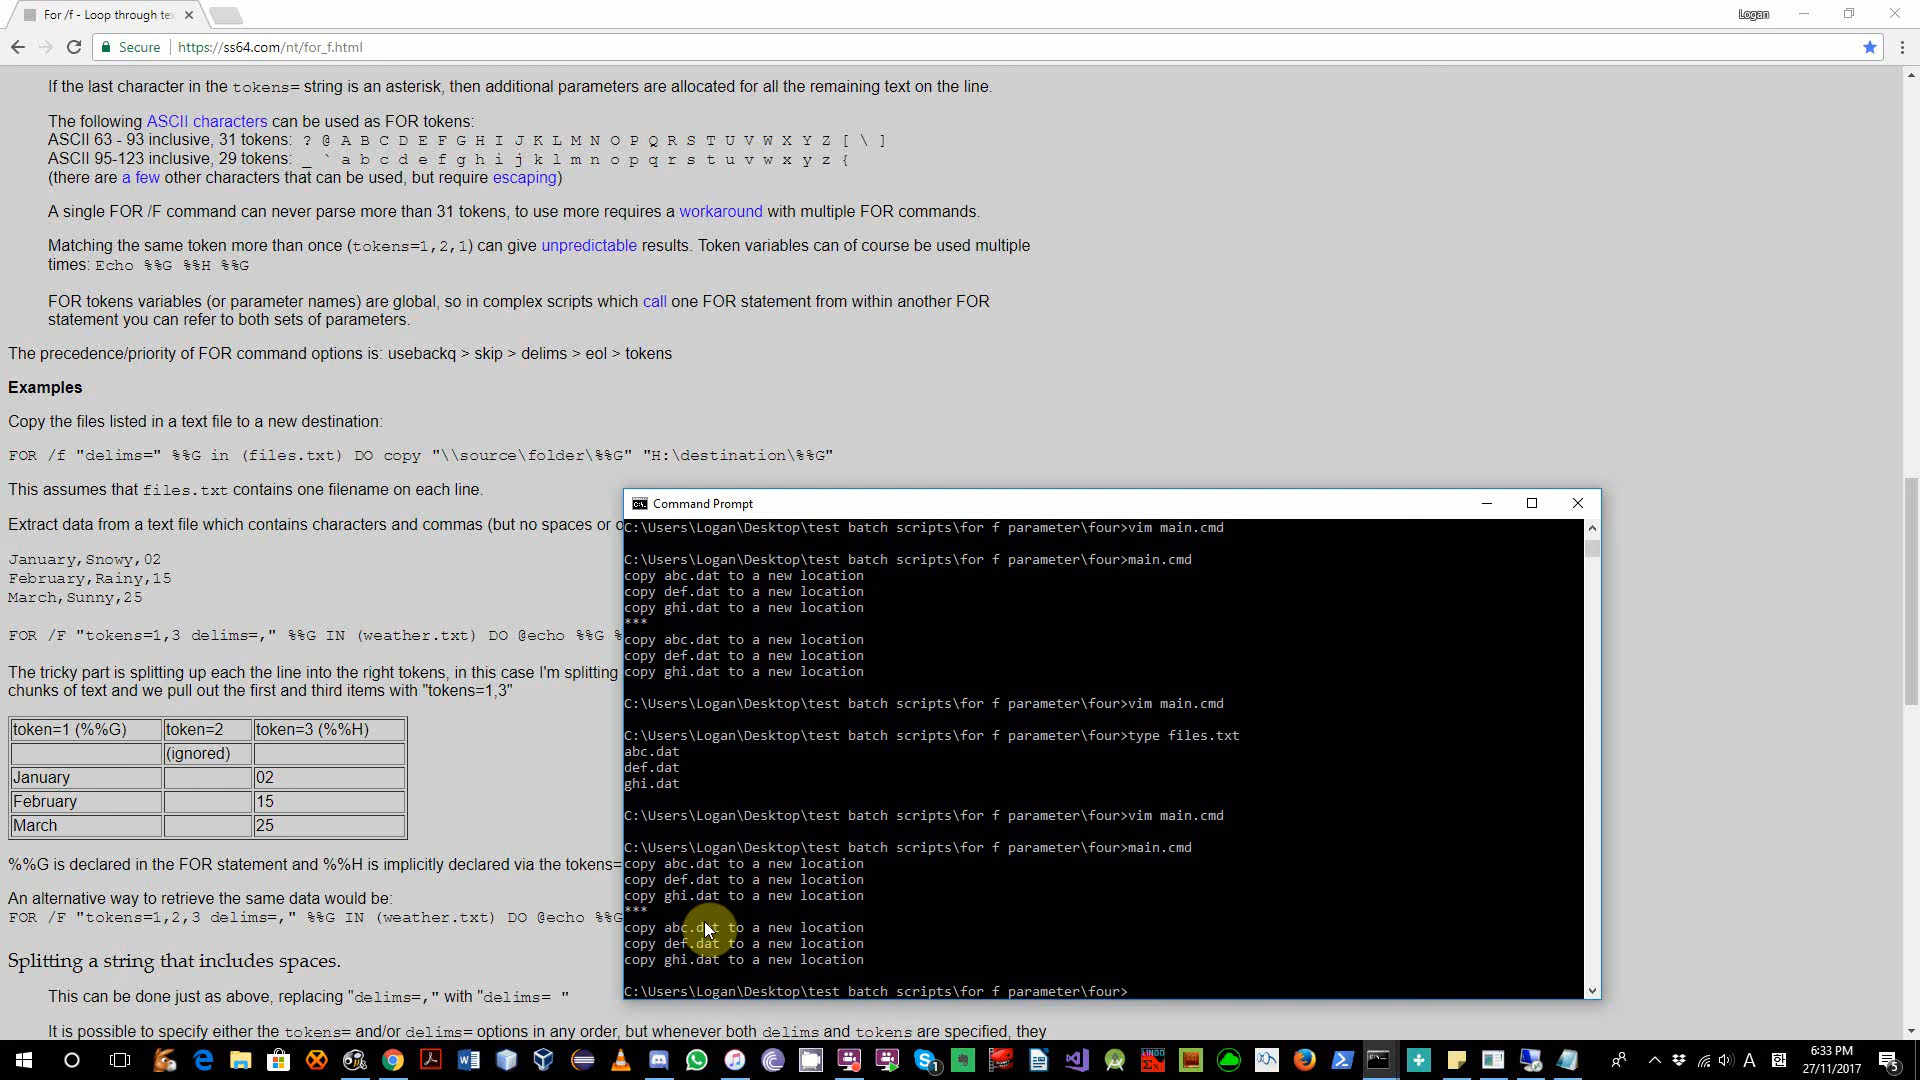 For /f - Loop through te
Logan
Secure
https://ss64.com/nt/for_f.html
If the last character in the tokens= string is an asterisk, then additional parameters are allocated for all the remaining text on the line.
The following ASCII characters can be used as FOR tokens:
ASCII 63 - 93 inclusive, 31 tokens: ? @ A B C D E F G H I J K L M N O P Q R S T U V W X Y Z [ \ ]
ASCII 95-123 inclusive, 29 tokens: _ ` a b c d e f g h i j k l m n o p q r s t u v w x y z {
(there are a few other characters that can be used, but require escaping)
A single FOR /F command can never parse more than 31 tokens, to use more requires a workaround with multiple FOR commands.
Matching the same token more than once (tokens=1,2,1) can give unpredictable results. Token variables can of course be used multiple
times: Echo %%G %%H %%G
FOR tokens variables (or parameter names) are global, so in complex scripts which call one FOR statement from within another FOR
statement you can refer to both sets of parameters.
The precedence/priority of FOR command options is: usebackq > skip > delims > eol > tokens
Examples
Copy the files listed in a text file to a new destination:
FOR /f "delims=" %%G in (files.txt) DO copy "\\source\folder\%%G" "H:\destination\%%G"
This assumes that files.txt contains one filename on each line.
Extract data from a text file which contains characters and commas (but no spaces or o
January,Snowy,02
February,Rainy,15
March,Sunny,25
FOR /F "tokens=1,3 delims=," %%G IN (weather.txt) DO @echo %%G %
The tricky part is splitting up each the line into the right tokens, in this case I'm splitting
chunks of text and we pull out the first and third items with "tokens=1,3"
token=1 (%%G) token=2 token=3 (%%H)
(ignored)
January 02
February 15
March 25
%%G is declared in the FOR statement and %%H is implicitly declared via the tokens=
An alternative way to retrieve the same data would be:
FOR /F "tokens=1,2,3 delims=," %%G IN (weather.txt) DO @echo %%G
Splitting a string that includes spaces.
This can be done just as above, replacing "delims=," with "delims= "
It is possible to specify either the tokens= and/or delims= options in any order, but whenever both delims and tokens are specified, they
Command Prompt
C:\Users\Logan\Desktop\test batch scripts\for f parameter\four>vim main.cmd
C:\Users\Logan\Desktop\test batch scripts\for f parameter\four>main.cmd
copy abc.dat to a new location
copy def.dat to a new location
copy ghi.dat to a new location
***
copy abc.dat to a new location
copy def.dat to a new location
copy ghi.dat to a new location
C:\Users\Logan\Desktop\test batch scripts\for f parameter\four>vim main.cmd
C:\Users\Logan\Desktop\test batch scripts\for f parameter\four>type files.txt
abc.dat
def.dat
ghi.dat
C:\Users\Logan\Desktop\test batch scripts\for f parameter\four>vim main.cmd
C:\Users\Logan\Desktop\test batch scripts\for f parameter\four>main.cmd
copy abc.dat to a new location
copy def.dat to a new location
copy ghi.dat to a new location
***
copy abc.dat to a new location
copy def.dat to a new location
copy ghi.dat to a new location
C:\Users\Logan\Desktop\test batch scripts\for f parameter\four>
A
6:33 PM
27/11/2017
5